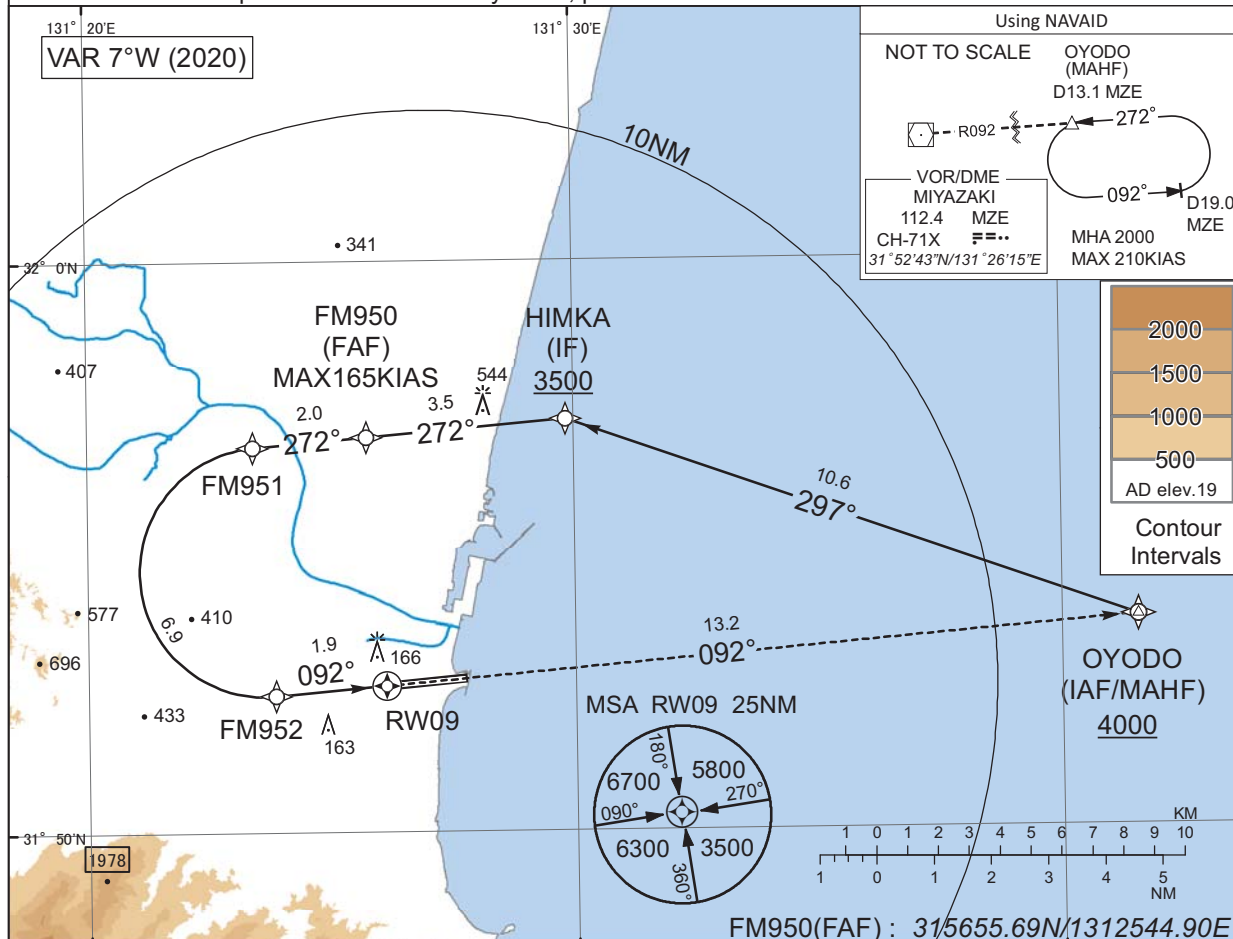 131° 20'E
131° 30'E
VAR 7°W (2020)
Using NAVAID
NOT TO SCALE
OYODO
(MAHF)
D13.1 MZE
R092
272°
092°
D19.0
MZE
VOR/DME
MIYAZAKI
112.4 MZE
CH-71X
31°52'43"N/131°26'15"E
MHA 2000
MAX 210KIAS
10NM
341
32° 0'N
407
FM950
(FAF)
MAX165KIAS
HIMKA
(IF)
3500
544
2.0
272°
3.5
272°
FM951
10.6
297°
2000
1500
1000
500
AD elev.19
Contour
Intervals
577
410
6.9
696
433
1.9
092°
166
FM952
163
RW09
13.2
092°
OYODO
(IAF/MAHF)
4000
MSA RW09 25NM
180°
6700
5800
090°
270°
6300
3500
360°
31° 50'N
1978
KM
1 0 1 2 3 4 5 6 7 8 9 10
1 0 1 2 3 4 5
NM
FM950(FAF) : 315655.69N/1312544.90E